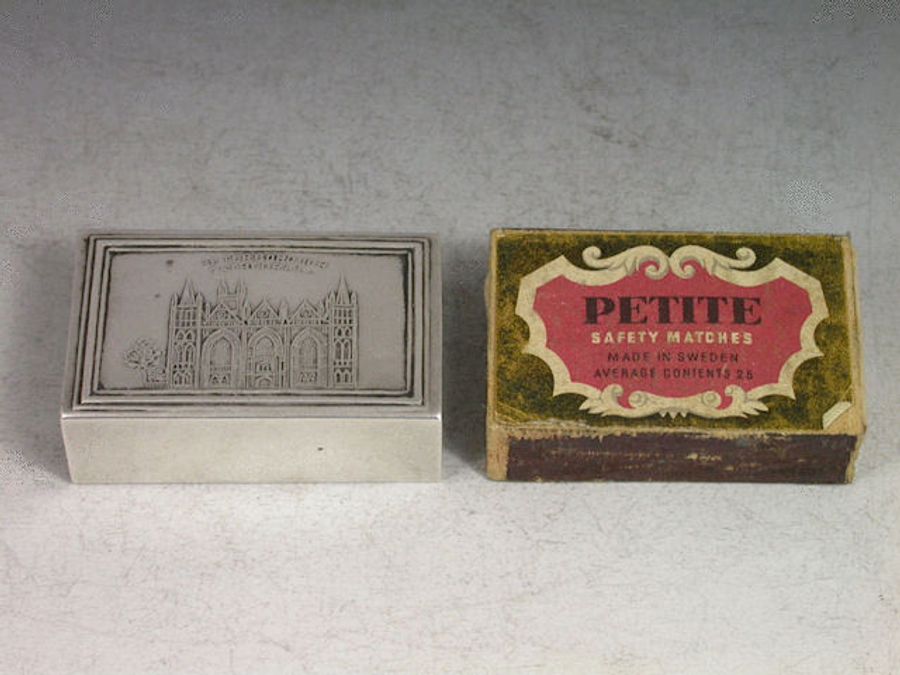 PETITE
SAFETY MATCHES
MADE IN SWEDEN
AVERAGE CONTENTS 25